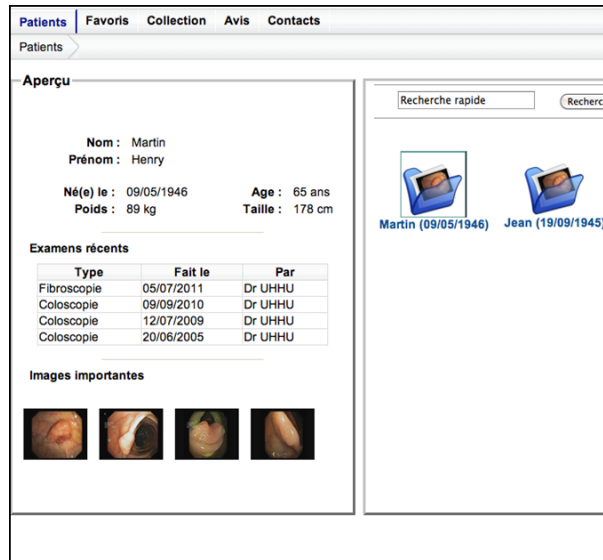 Patients Favoris Collection Avis Contacts
Patients
Aperçu
Nom : Martin
Prénom : Henry
Né(e) le : 09/05/1946 Age : 65 ans
Poids : 89 kg Taille : 178 cm
Examens récents
Type Fait le Par
Fibroscopie 05/07/2011 Dr UHHU
Coloscopie 09/09/2010 Dr UHHU
Coloscopie 12/07/2009 Dr UHHU
Coloscopie 20/06/2005 Dr UHHU
Images importantes
Recherche rapide Recherc
Martin (09/05/1946) Jean (19/09/1945)